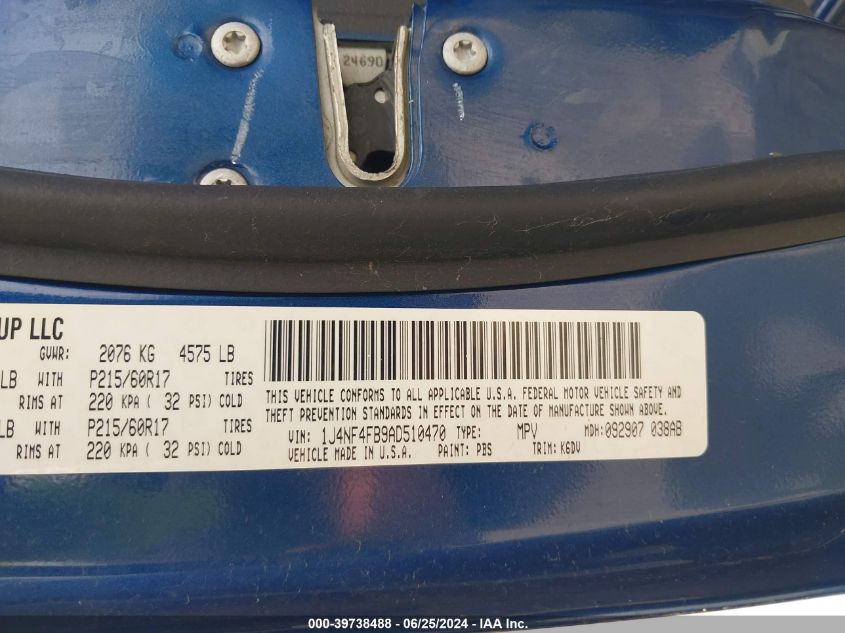 24690
UP LLC
GVWR: 2076 KG 4575 LB
LB WITH P215/60R17 TIRES
RIMS AT 220 KPA ( 32 PSI) COLD
LB WITH P215/60R17 TIRES
RIMS AT 220 KPA ( 32 PSI) COLD
THIS VEHICLE CONFORMS TO ALL APPLICABLE U.S.A. FEDERAL MOTOR VEHICLE SAFETY AND
THEFT PREVENTION STANDARDS IN EFFECT ON THE DATE OF MANUFACTURE SHOWN ABOVE.
VIN: 1J4NF4FB9AD510470 TYPE: MPV MDH:092907 038AB
VEHICLE MADE IN U.S.A. PAINT: PBS TRIM: K6DV
000-39738488 - 06/25/2024 - IAA Inc.